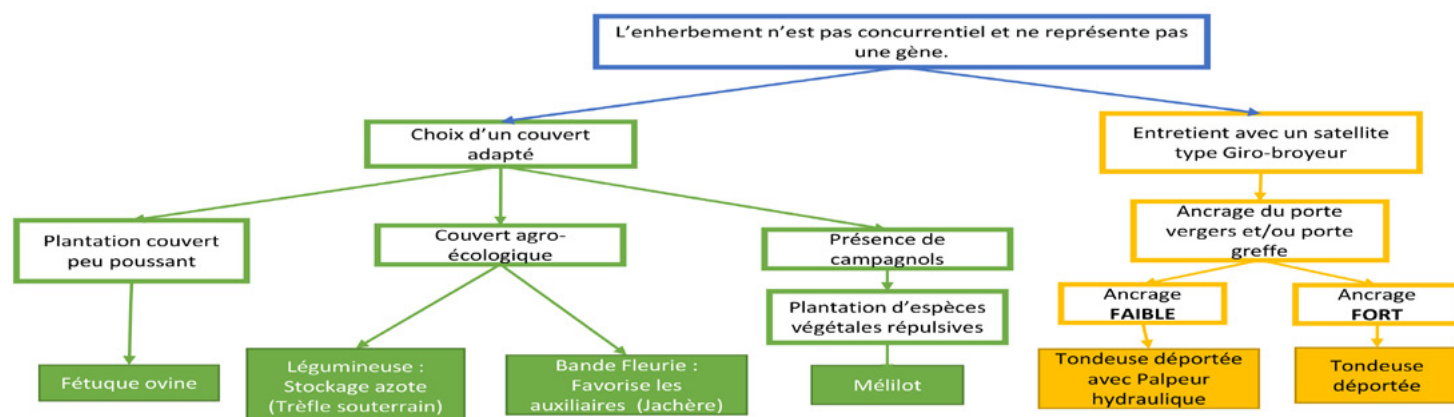 L'enherbement n'est pas concurrentiel et ne représente pas
une gène.
Choix d'un couvert
adapté
Entretient avec un satellite
type Giro-broyeur
Plantation couvert
peu poussant
Couvert agro-
écologique
Présence de
campagnols
Ancrage du porte
vergers et/ou porte
greffe
Plantation d'espèces
végétales répulsives
Ancrage
FAIBLE
Ancrage
FORT
Fétuque ovine
Légumineuse :
Stockage azote
(Trèfle souterrain)
Bande Fleurie :
Favorise les
auxiliaires (Jachère)
Mélilot
Tondeuse déportée
avec Palpeur
hydraulique
Tondeuse
déportée